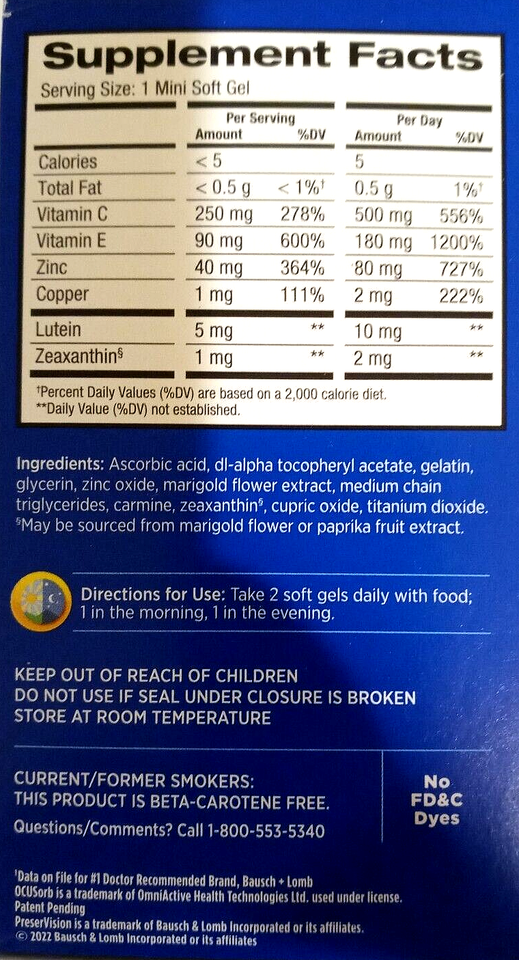 Supplement Facts
Serving Size: 1 Mini Soft Gel
Per Serving Per Day
Amount %DV Amount %DV
Calories < 5 5
Total Fat < 0.5 g < 1%† 0.5 g 1%†
Vitamin C 250 mg 278% 500 mg 556%
Vitamin E 90 mg 600% 180 mg 1200%
Zinc 40 mg 364% 80 mg 727%
Copper 1 mg 111% 2 mg 222%
Lutein 5 mg ** 10 mg **
Zeaxanthin§ 1 mg ** 2 mg **
†Percent Daily Values (%DV) are based on a 2,000 calorie diet.
**Daily Value (%DV) not established.
Ingredients: Ascorbic acid, dl-alpha tocopheryl acetate, gelatin,
glycerin, zinc oxide, marigold flower extract, medium chain
triglycerides, carmine, zeaxanthin§, cupric oxide, titanium dioxide.
§May be sourced from marigold flower or paprika fruit extract.
Directions for Use: Take 2 soft gels daily with food;
1 in the morning, 1 in the evening.
KEEP OUT OF REACH OF CHILDREN
DO NOT USE IF SEAL UNDER CLOSURE IS BROKEN
STORE AT ROOM TEMPERATURE
CURRENT/FORMER SMOKERS:
THIS PRODUCT IS BETA-CAROTENE FREE.
Questions/Comments? Call 1-800-553-5340
No
FD&C
Dyes
†Data on File for #1 Doctor Recommended Brand, Bausch + Lomb
OCUSorb is a trademark of OmniActive Health Technologies Ltd. used under license.
Patent Pending
PreserVision is a trademark of Bausch & Lomb Incorporated or its affiliates.
© 2022 Bausch & Lomb Incorporated or its affiliates